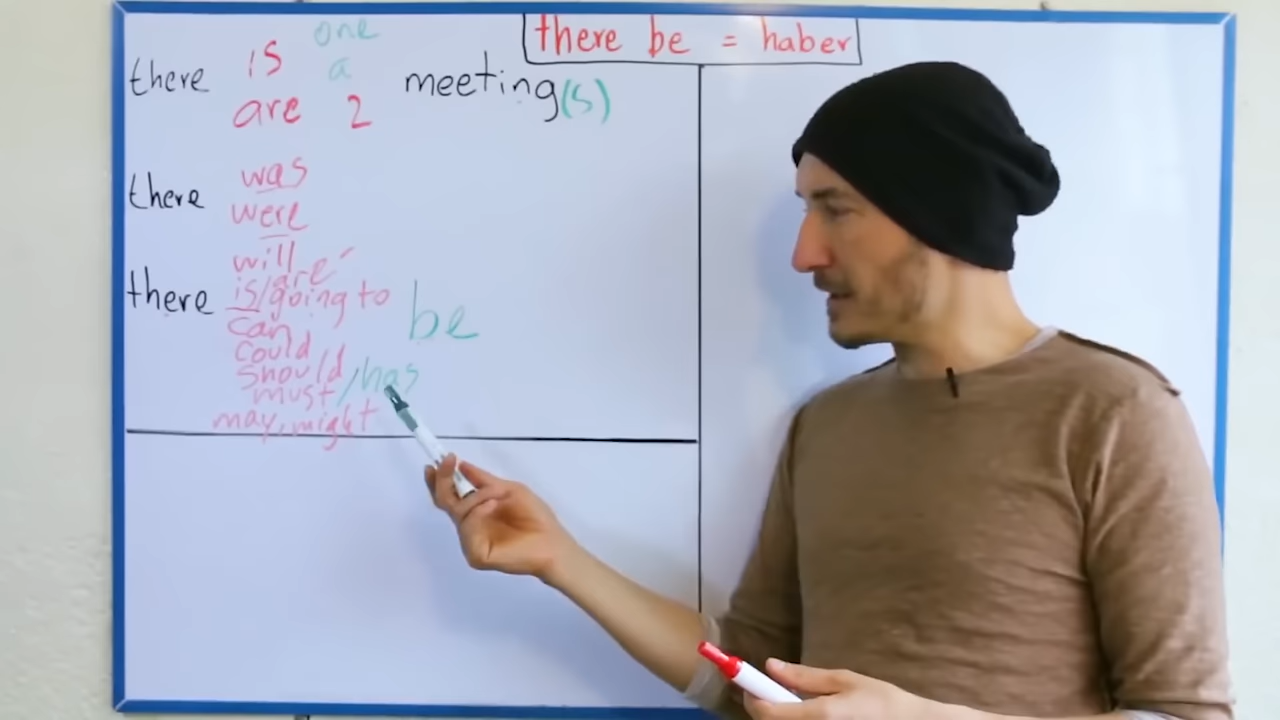 there be = haber
one
there is a meeting(s)
are 2
there was
were
will
there is/are going to be
can
could
should
must/has
may, might